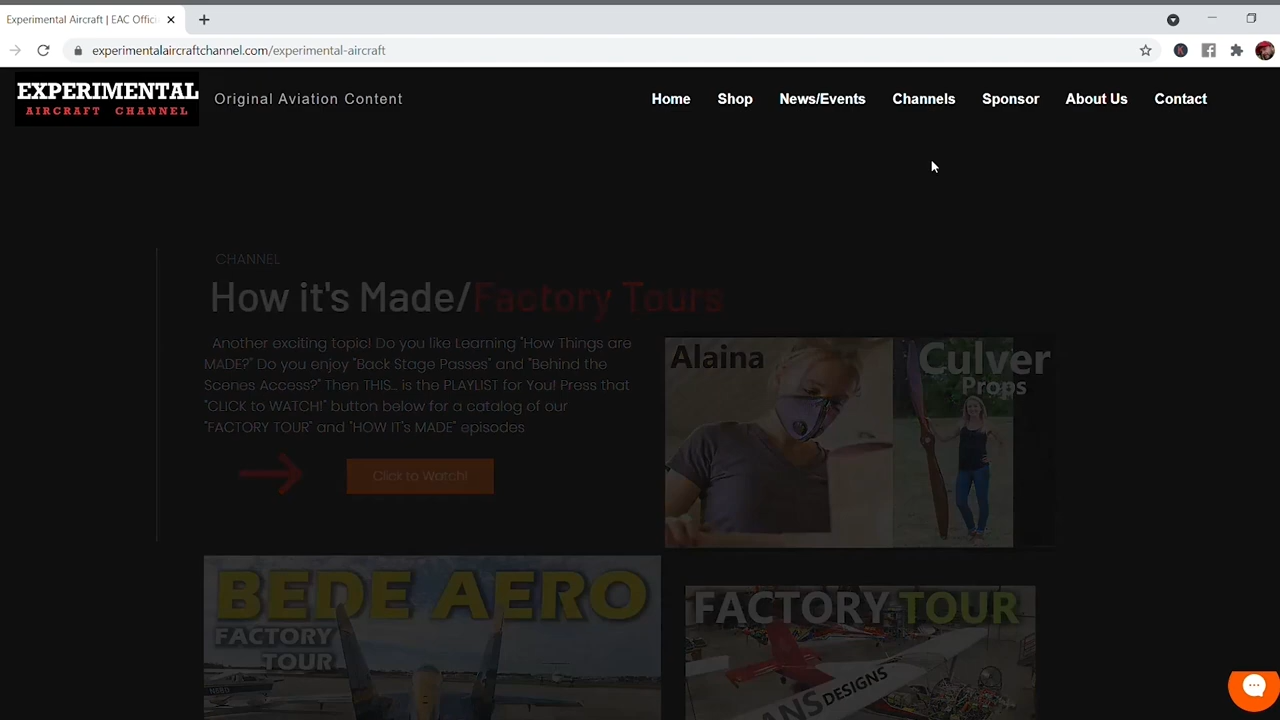 Experimental Aircraft | EAC Offici
experimentalaircraftchannel.com/experimental-aircraft
EXPERIMENTAL
AIRCRAFT CHANNEL
Original Aviation Content
Home Shop News/Events Channels Sponsor About Us Contact
CHANNEL
How it's Made/Factory Tours
Another exciting topic! Do you like Learning "How Things are
MADE?" Do you enjoy "Back Stage Passes" and "Behind the
Scenes Access?" Then THIS... is the PLAYLIST for You! Press that
"CLICK to WATCH!" button below for a catalog of our
"FACTORY TOUR" and "HOW IT's MADE" episodes
Click to Watch!
Alaina
Culver
Props
BEDE AERO
FACTORY
TOUR
FACTORY TOUR
ANS DESIGNS